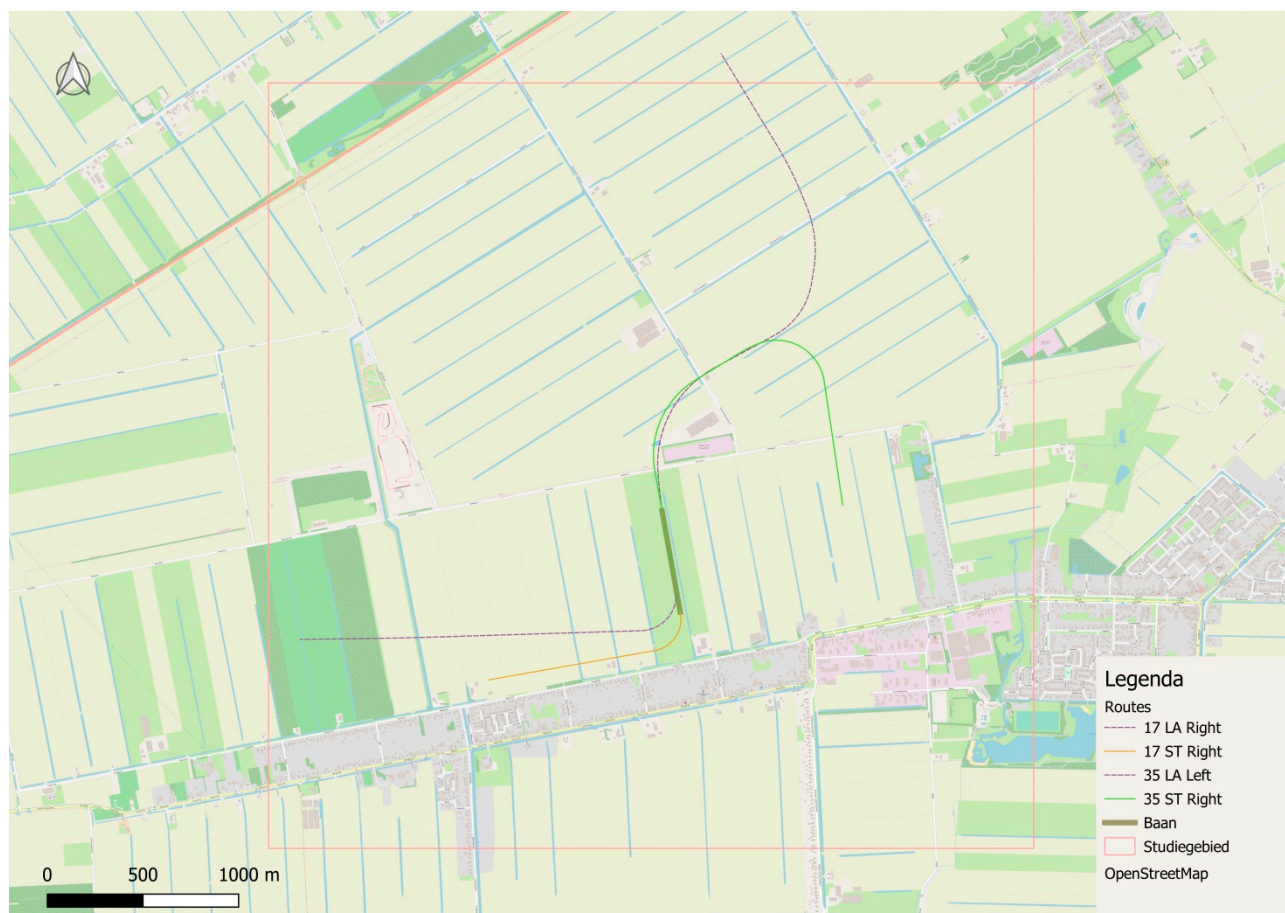 Legenda
Routes
17 LA Right
17 ST Right
35 LA Left
35 ST Right
Baan
Studiegebied
OpenStreetMap
0 500 1000 m